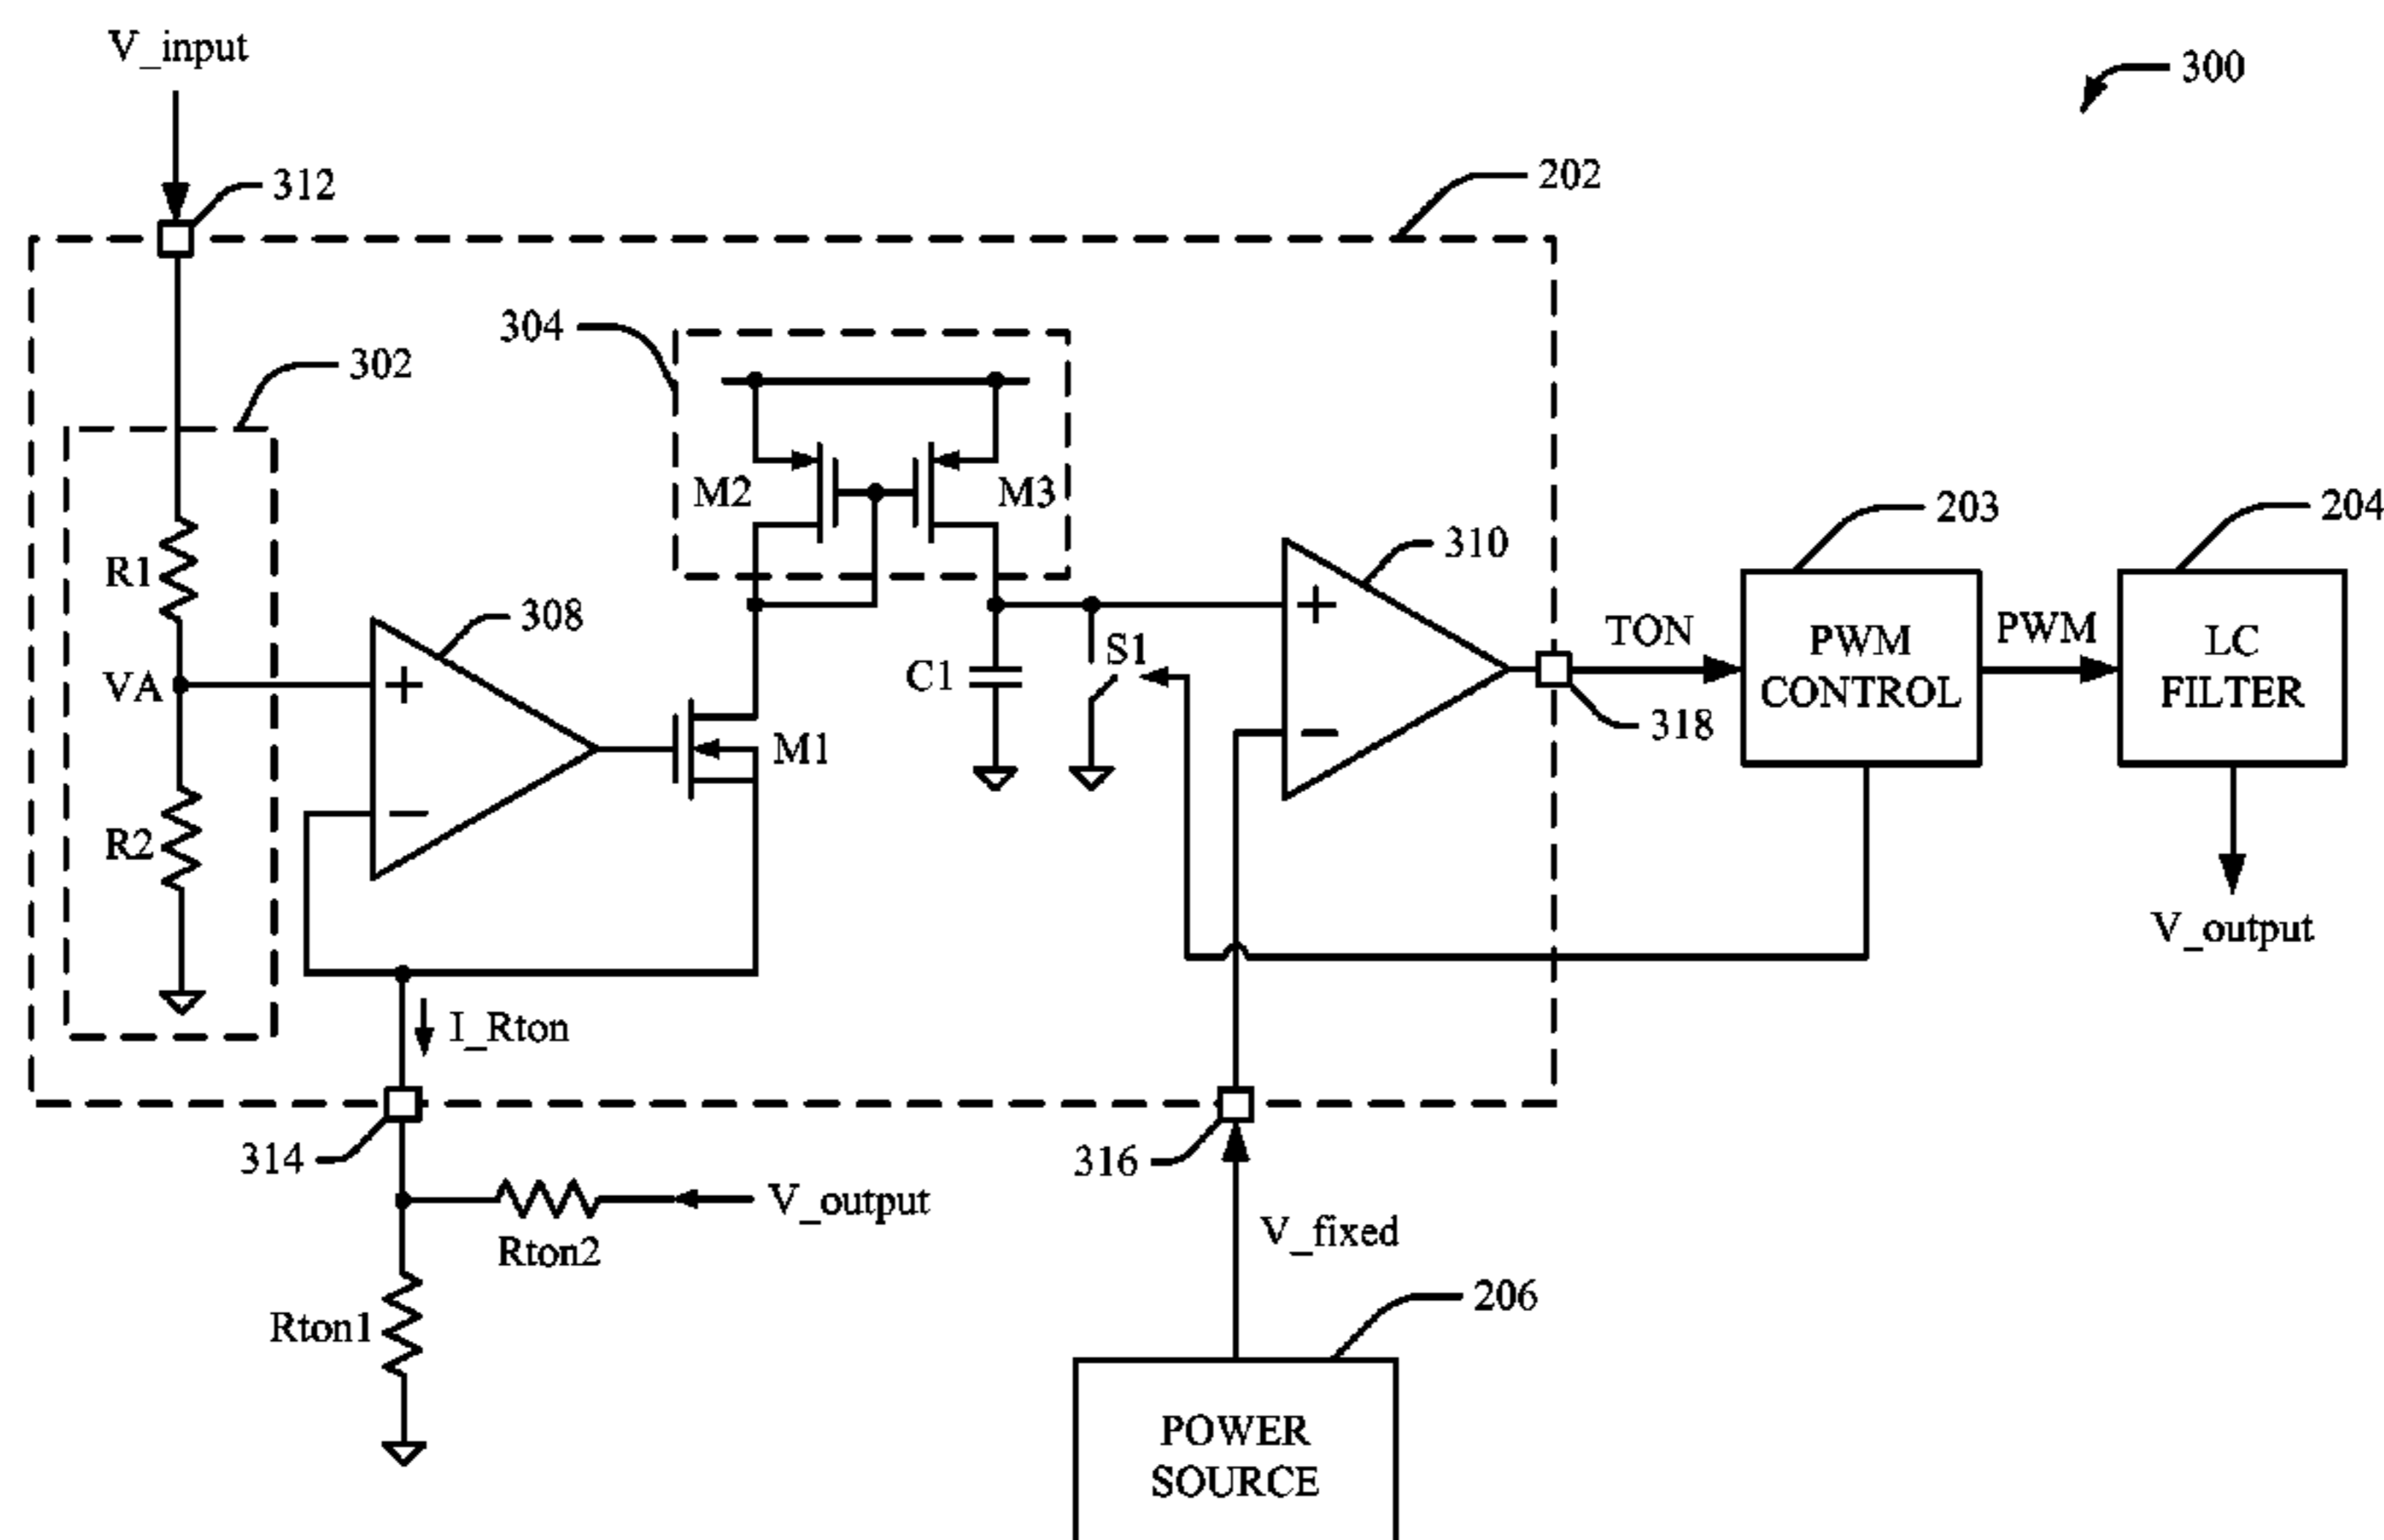 V_input
300
312
202
304
302
M2
M3
203
204
310
R1
308
TON
PWM
CONTROL
PWM
LC
FILTER
S1
C1
VA
318
M1
R2
V_output
I_Rton
314
316
V_output
Rton2
V_fixed
206
Rton1
POWER
SOURCE